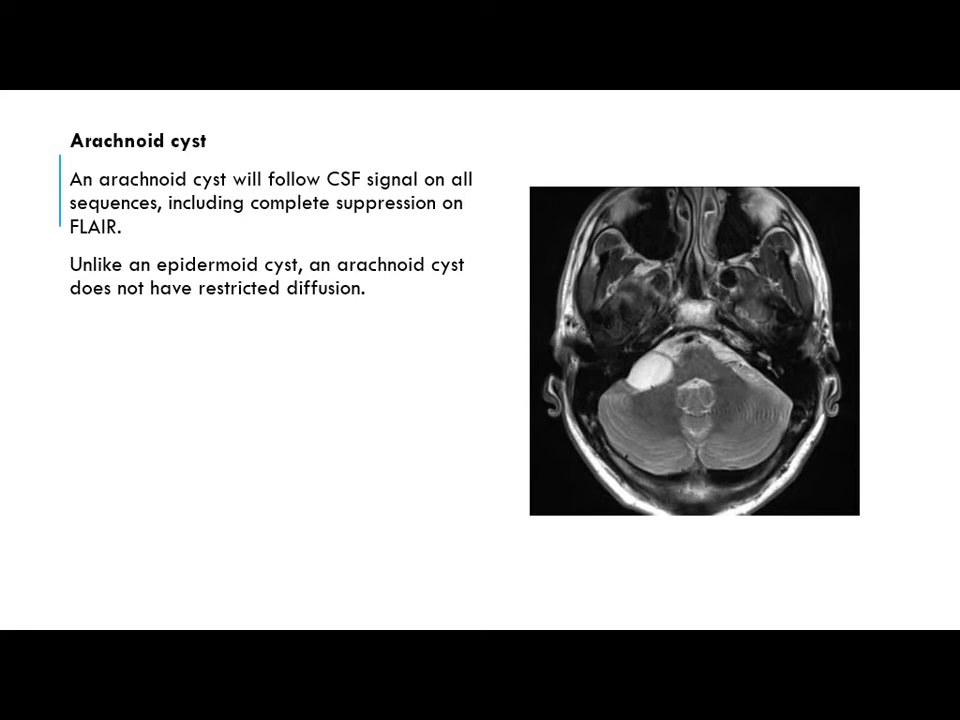 Arachnoid cyst
An arachnoid cyst will follow CSF signal on all
sequences, including complete suppression on
FLAIR.
Unlike an epidermoid cyst, an arachnoid cyst
does not have restricted diffusion.